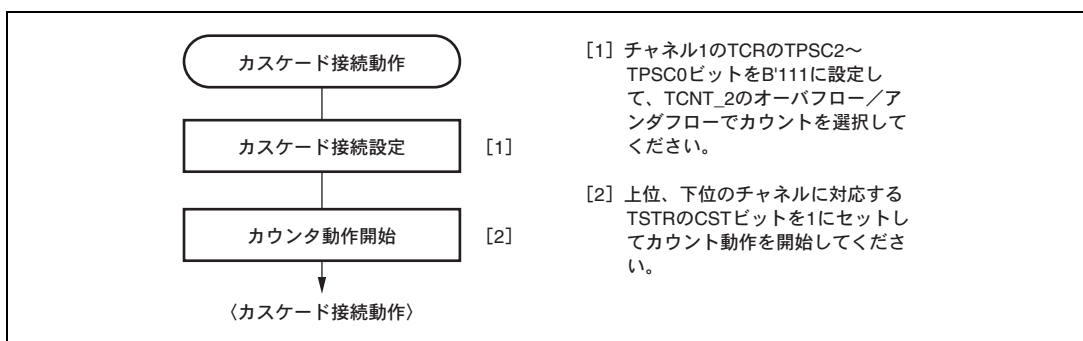 カスケード接続動作
カスケード接続設定
［1］
カウンタ動作開始
［2］
〈カスケード接続動作〉
［1］チャネル1のTCRのTPSC2～
TPSC0ビットをB'111に設定し
て、TCNT_2のオーバフロー／ア
ンダフローでカウントを選択して
ください。
［2］上位、下位のチャネルに対応する
TSTRのCSTビットを1にセットし
てカウント動作を開始してくださ
い。